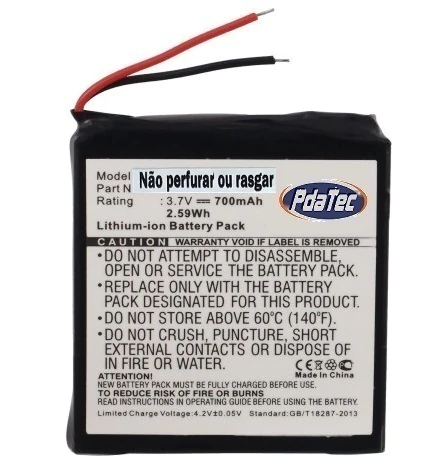 Model
Não perfurar ou rasgar
Part N
Rating : 3.7V ⎓ 700mAh
2.59Wh
PdaTec
Lithium-ion Battery Pack
CAUTION WARRANTY VOID IF LABEL IS REMOVED
•DO NOT ATTEMPT TO DISASSEMBLE,
OPEN OR SERVICE THE BATTERY PACK
•REPLACE ONLY WITH THE BATTERY
PACK DESIGNATED FOR THIS PRODUCT.
•DO NOT STORE ABOVE 60°C (140°F).
•DO NOT CRUSH, PUNCTURE, SHORT
EXTERNAL CONTACTS OR DISPOSE OF
IN FIRE OR WATER.
ATTENTION!
NEW BATTERY PACK MUST BE FULLY CHARGED BEFORE USE
TO REDUCE RISK OF FIRE OR BURNS
READ INSTRUCTIONS ON OPERATING GUIDE BEFORE USING.
CE
Made In China
Limited Charge Voltage:4.2V±0.05V Standard:GB/T18287-2013